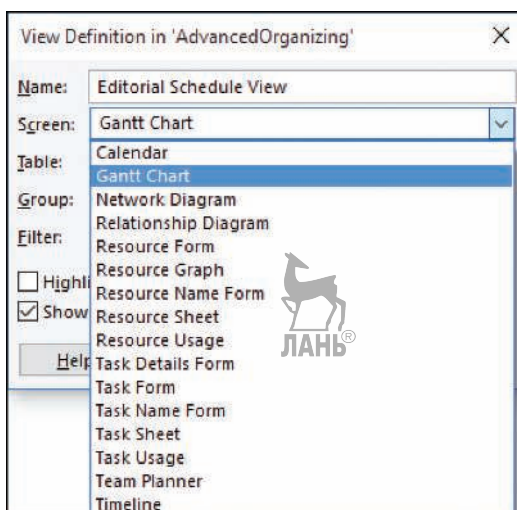 View Definition in 'AdvancedOrganizing'
Name: Editorial Schedule View
Screen: Gantt Chart
Table: Calendar
Gantt Chart
Group: Network Diagram
Relationship Diagram
Filter: Resource Form
Resource Graph
Highli Resource Name Form
Show Resource Sheet
Resource Usage
Help Task Details Form
Task Form
Task Name Form
Task Sheet
Task Usage
Team Planner
Timeline
ЛАНЬ®